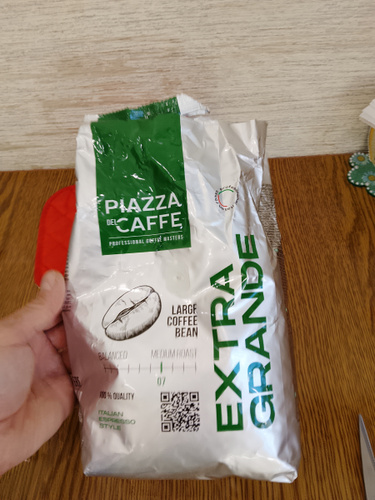 PIAZZA
DEL CAFFE
PROFESSIONAL COFFEE MASTERS
LARGE
COFFEE
BEAN
BALANCED
MEDIUM ROAST
07
100% QUALITY
ITALIAN
ESPRESSO
STYLE
EXTRA
GRANDE